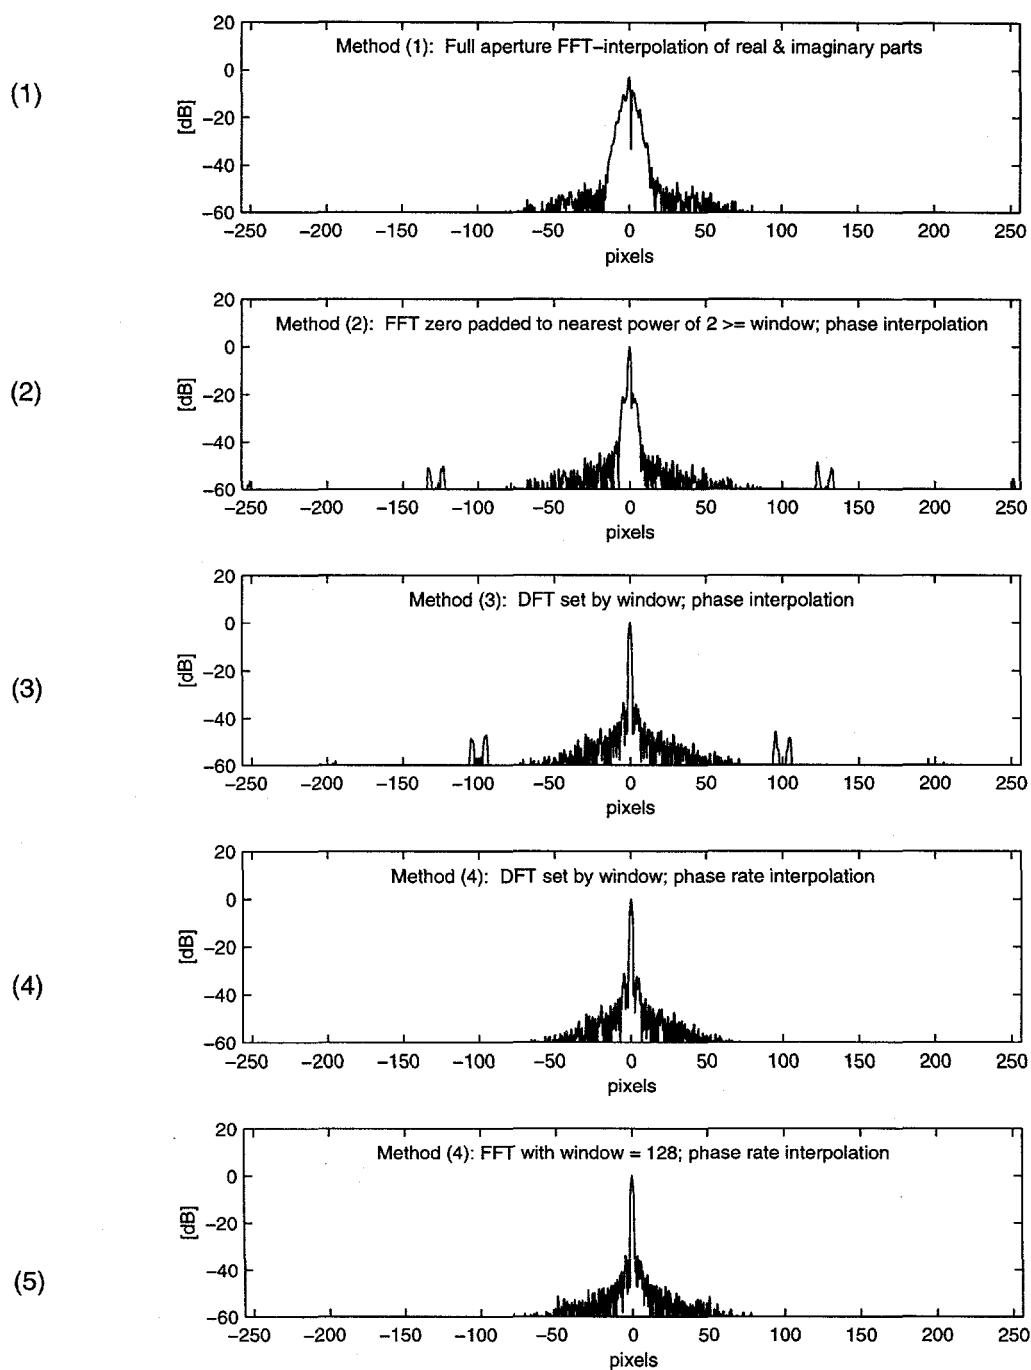 (1)
Method (1): Full aperture FFT-interpolation of real & imaginary parts
[dB]
20
0
-20
-40
-60
-250 -200 -150 -100 -50 0 50 100 150 200 250
pixels
(2)
Method (2): FFT zero padded to nearest power of 2 >= window; phase interpolation
[dB]
20
0
-20
-40
-60
-250 -200 -150 -100 -50 0 50 100 150 200 250
pixels
(3)
Method (3): DFT set by window; phase interpolation
[dB]
20
0
-20
-40
-60
-250 -200 -150 -100 -50 0 50 100 150 200 250
pixels
(4)
Method (4): DFT set by window; phase rate interpolation
[dB]
20
0
-20
-40
-60
-250 -200 -150 -100 -50 0 50 100 150 200 250
pixels
(5)
Method (4): FFT with window = 128; phase rate interpolation
[dB]
20
0
-20
-40
-60
-250 -200 -150 -100 -50 0 50 100 150 200 250
pixels